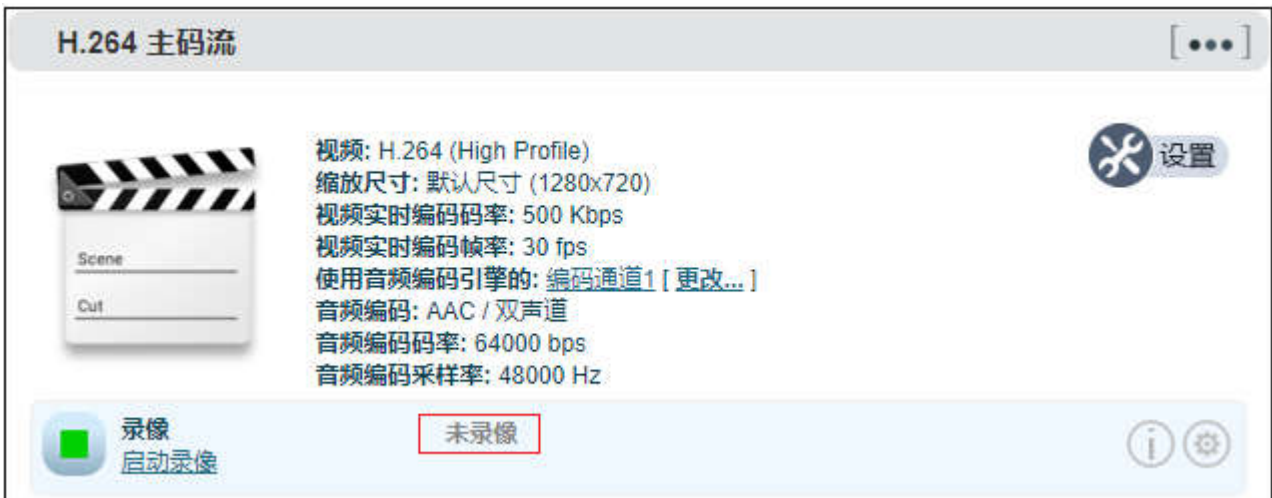 H.264 主码流
[•••]
设置
视频: H.264 (High Profile)
缩放尺寸: 默认尺寸 (1280x720)
视频实时编码码率: 500 Kbps
视频实时编码帧率: 30 fps
使用音频编码引擎的: 编码通道1 [ 更改... ]
音频编码: AAC / 双声道
音频编码码率: 64000 bps
音频编码采样率: 48000 Hz
Scene
Cut
录像
未录像
启动录像